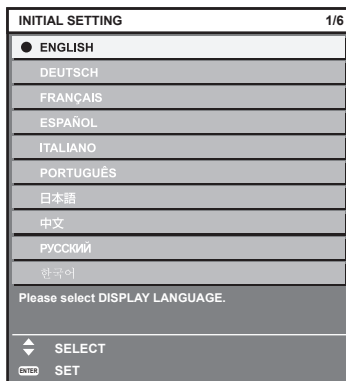 INITIAL SETTING 1/6
ENGLISH
DEUTSCH
FRANÇAIS
ESPAÑOL
ITALIANO
PORTUGUÊS
日本語
中文
РУССКИЙ
한국어
Please select DISPLAY LANGUAGE.
SELECT
ENTER SET